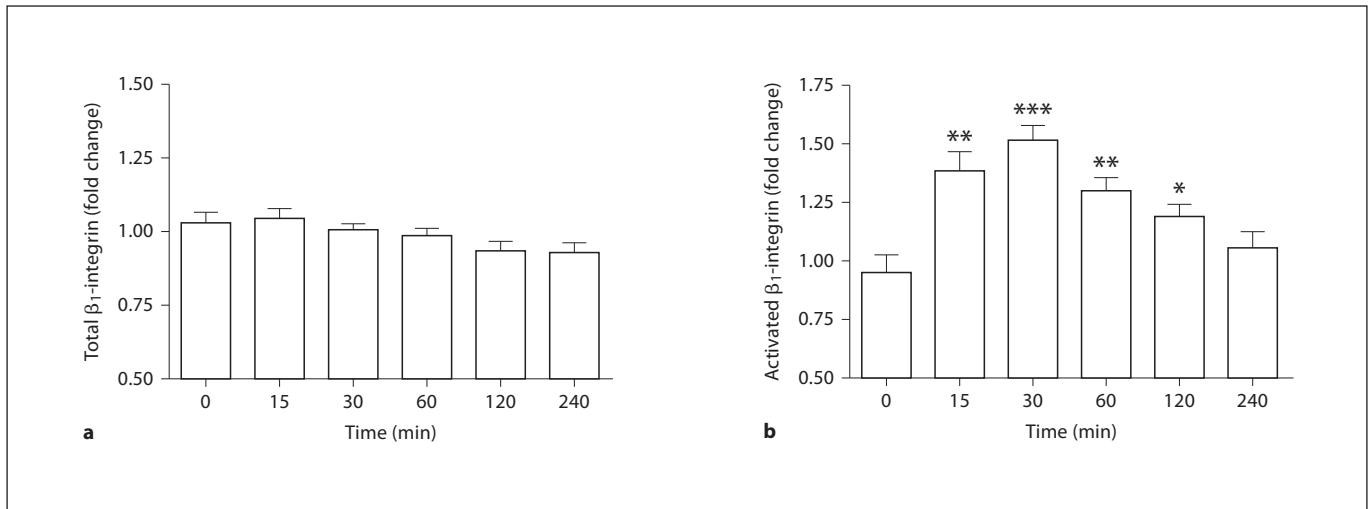 Total β1-integrin (fold change)
1.50
1.25
1.00
0.75
0.50
0 15 30 60 120 240
Time (min)
a
Activated β1-integrin (fold change)
1.75
1.50
1.25
1.00
0.75
0.50
**
***
**
*
0 15 30 60 120 240
Time (min)
b